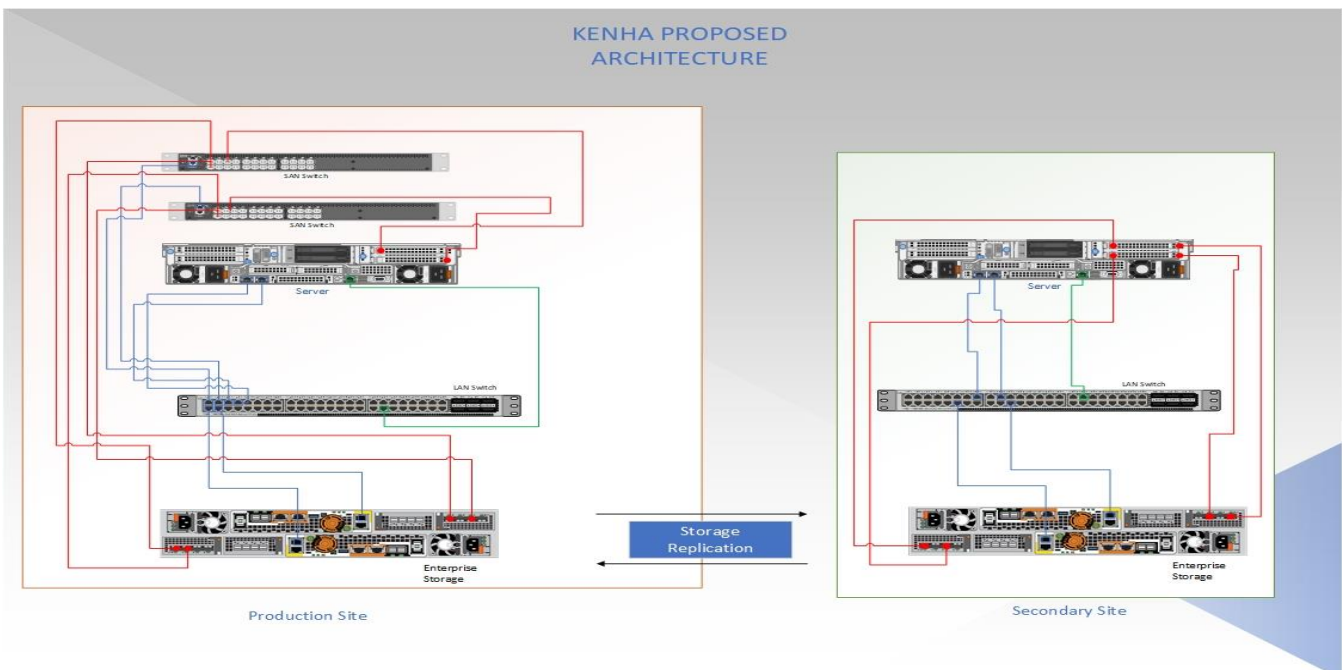 KENHA PROPOSED
ARCHITECTURE
SAN Switch
SAN Switch
Server
LAN Switch
Enterprise
Storage
Production Site
Storage
Replication
Server
LAN Switch
Enterprise
Storage
Secondary Site